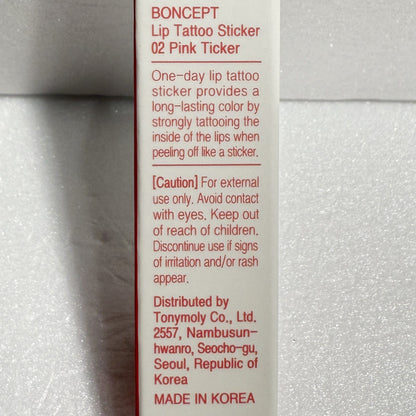 BONCEPT
Lip Tattoo Sticker
02 Pink Ticker
One-day lip tattoo
sticker provides a
long-lasting color by
strongly tattooing the
inside of the lips when
peeling off like a sticker.
[Caution] For external
use only. Avoid contact
with eyes. Keep out
of reach of children.
Discontinue use if signs
of irritation and/or rash
appear.
Distributed by
Tonymoly Co., Ltd.
2557, Nambusun-
hwanro, Seocho-gu,
Seoul, Republic of
Korea
MADE IN KOREA